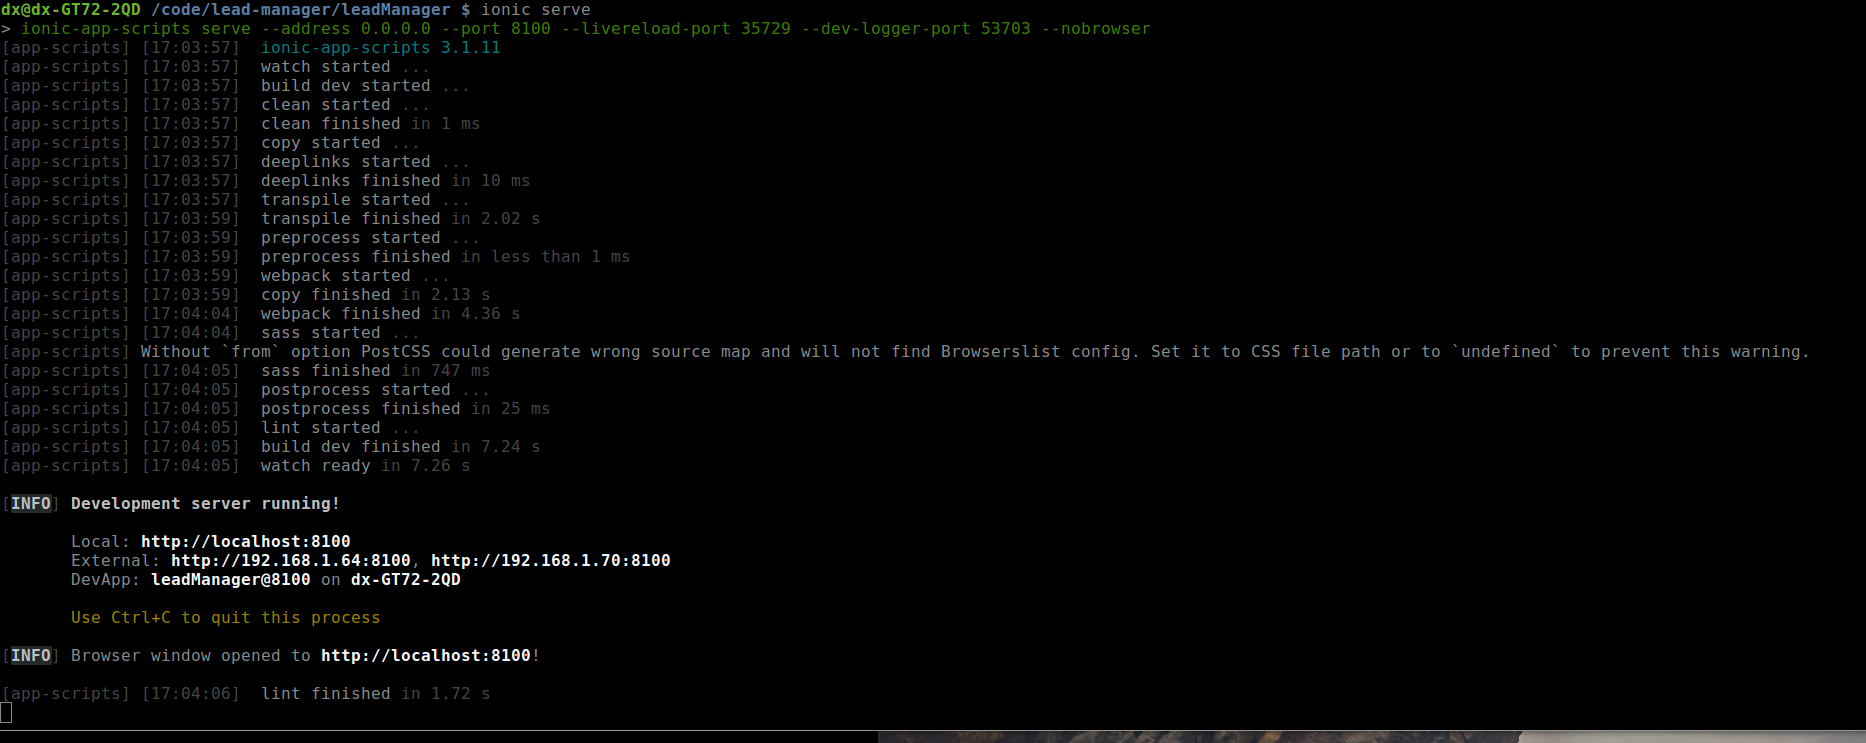 dx@dx-GT72-2QD /code/lead-manager/leadManager $ ionic serve
> ionic-app-scripts serve --address 0.0.0.0 --port 8100 --livereload-port 35729 --dev-logger-port 53703 --nobrowser
[app-scripts] [17:03:57]  ionic-app-scripts 3.1.11
[app-scripts] [17:03:57]  watch started ...
[app-scripts] [17:03:57]  build dev started ...
[app-scripts] [17:03:57]  clean started ...
[app-scripts] [17:03:57]  clean finished in 1 ms
[app-scripts] [17:03:57]  copy started ...
[app-scripts] [17:03:57]  deeplinks started ...
[app-scripts] [17:03:57]  deeplinks finished in 10 ms
[app-scripts] [17:03:57]  transpile started ...
[app-scripts] [17:03:59]  transpile finished in 2.02 s
[app-scripts] [17:03:59]  preprocess started ...
[app-scripts] [17:03:59]  preprocess finished in less than 1 ms
[app-scripts] [17:03:59]  webpack started ...
[app-scripts] [17:03:59]  copy finished in 2.13 s
[app-scripts] [17:04:04]  webpack finished in 4.36 s
[app-scripts] [17:04:04]  sass started ...
[app-scripts] Without `from` option PostCSS could generate wrong source map and will not find Browserslist config. Set it to CSS file path or to `undefined` to prevent this warning.
[app-scripts] [17:04:05]  sass finished in 747 ms
[app-scripts] [17:04:05]  postprocess started ...
[app-scripts] [17:04:05]  postprocess finished in 25 ms
[app-scripts] [17:04:05]  lint started ...
[app-scripts] [17:04:05]  build dev finished in 7.24 s
[app-scripts] [17:04:05]  watch ready in 7.26 s
[INFO] Development server running!
Local: http://localhost:8100
External: http://192.168.1.64:8100, http://192.168.1.70:8100
DevApp: leadManager@8100 on dx-GT72-2QD
Use Ctrl+C to quit this process
[INFO] Browser window opened to http://localhost:8100!
[app-scripts] [17:04:06]  lint finished in 1.72 s